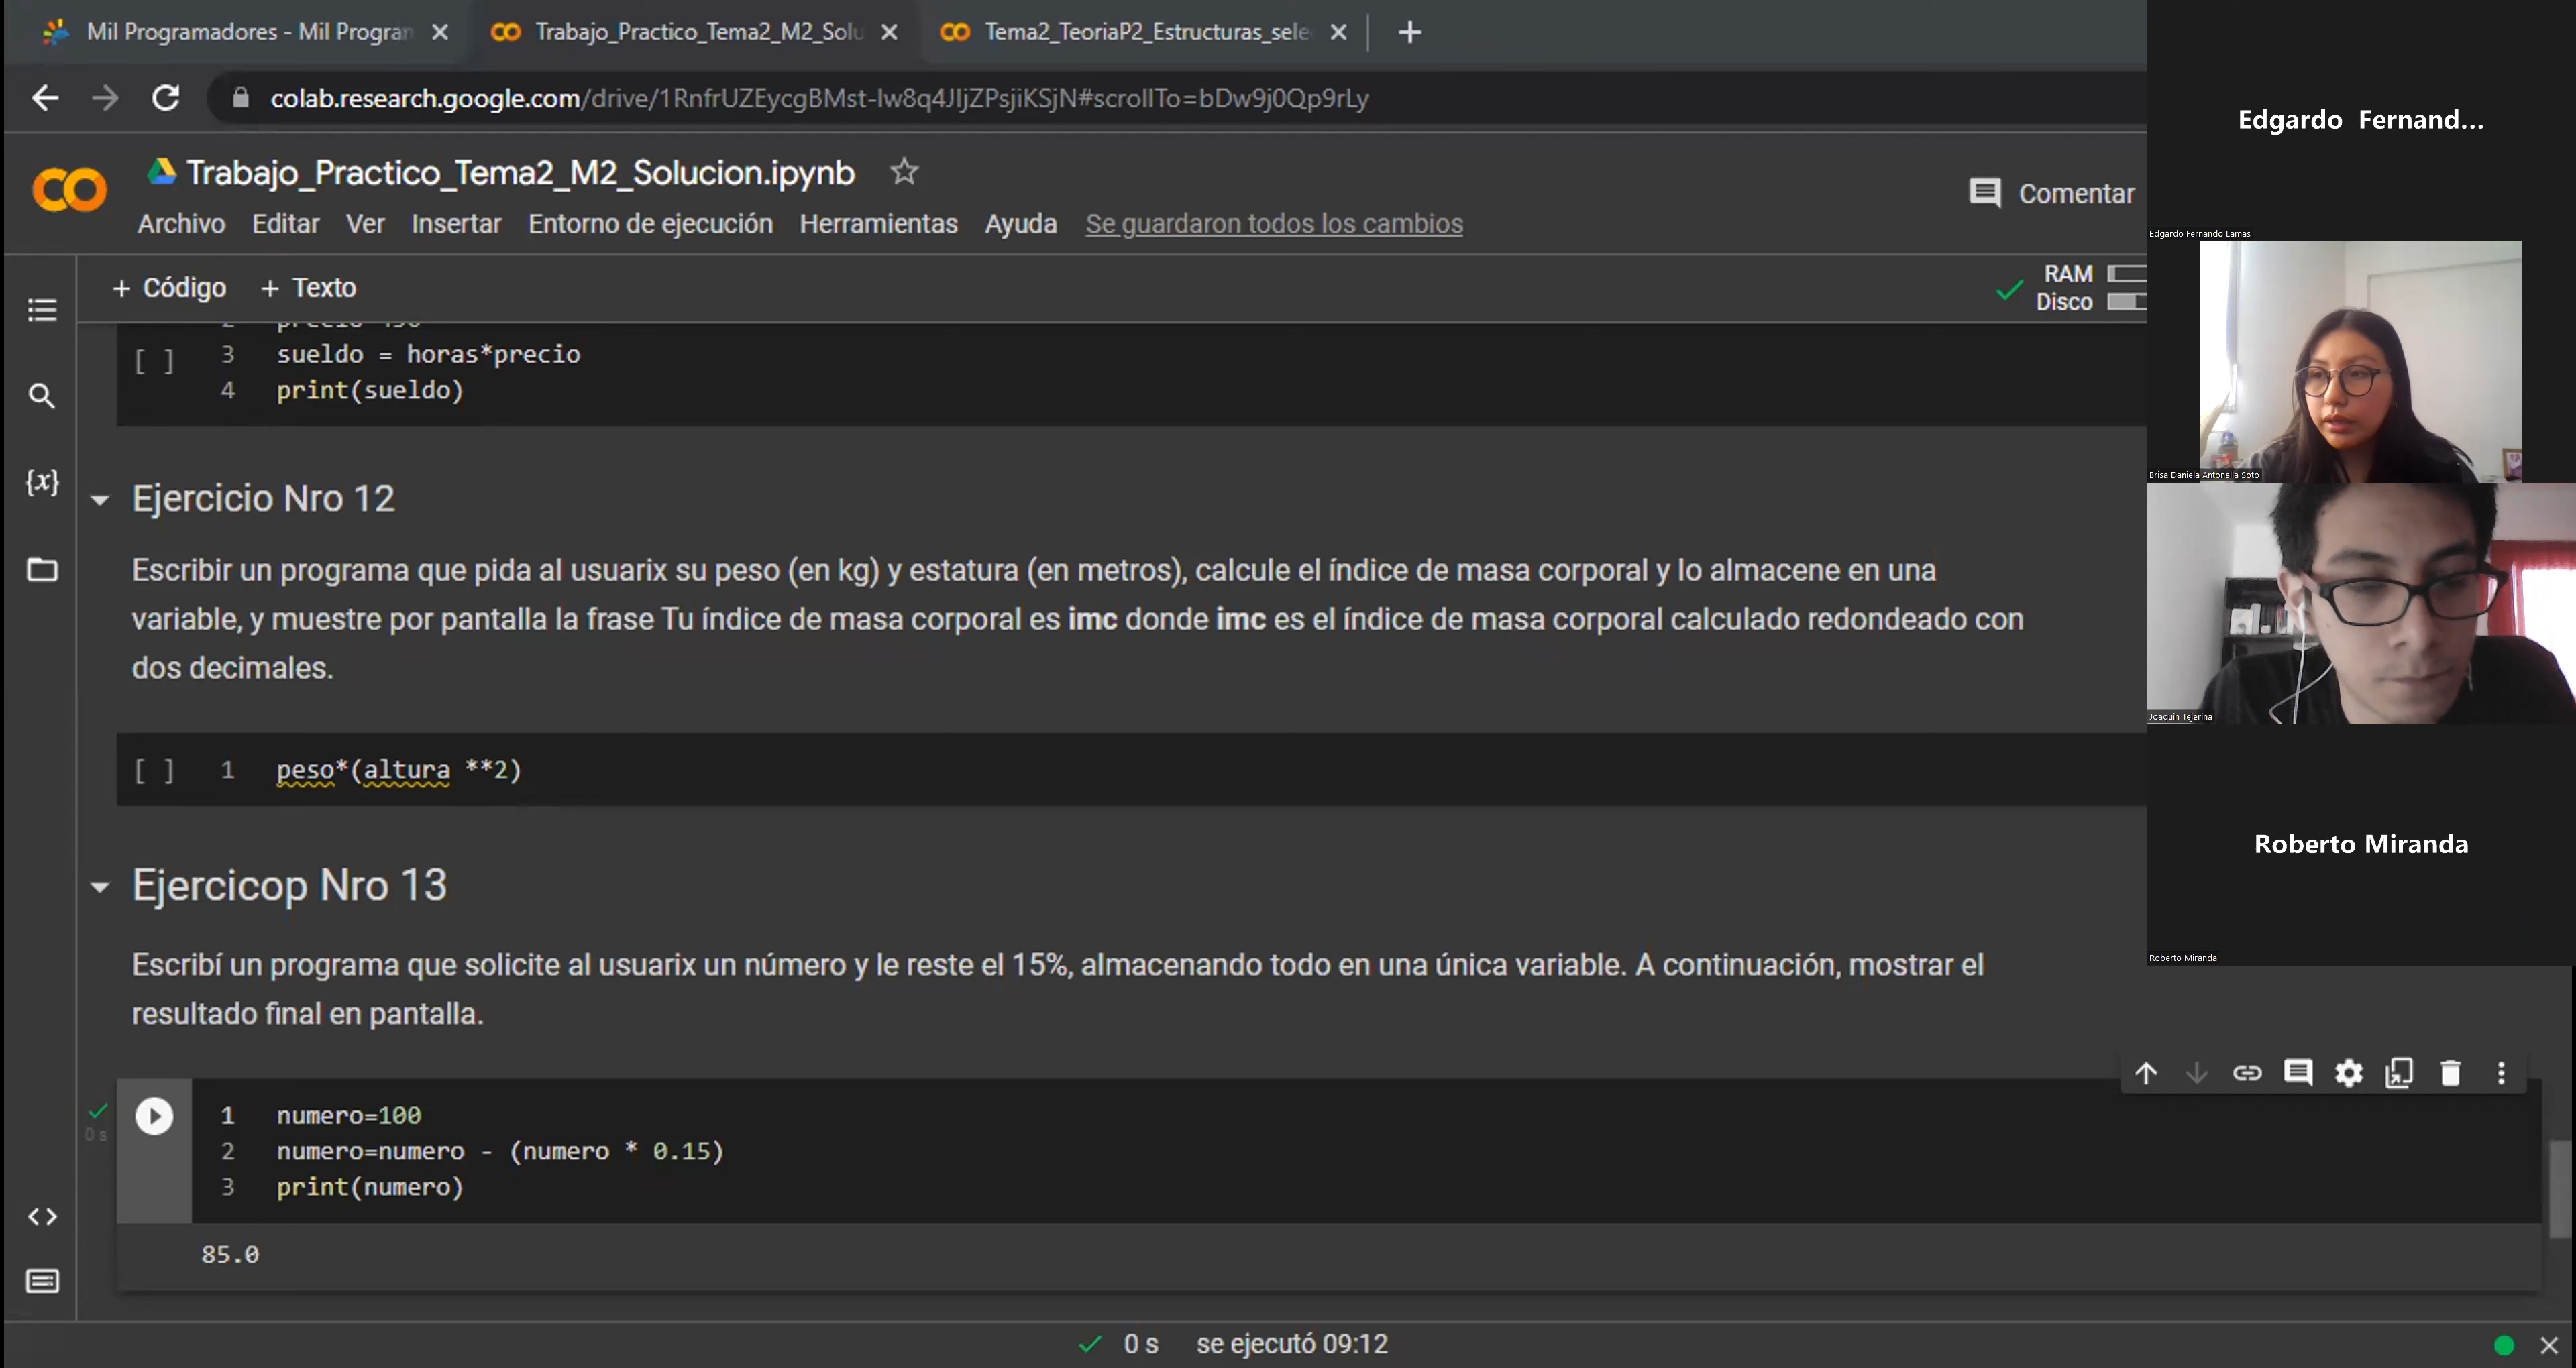 Mil Programadores - Mil Progran
Trabajo_Practico_Tema2_M2_Solu
Tema2_TeoriaP2_Estructuras_sele
colab.research.google.com/drive/1RnfrUZEycgBMst-Iw8q4JIjZPsjiKSjN#scrollTo=bDw9j0Qp9rLy
Trabajo_Practico_Tema2_M2_Solucion.ipynb
Comentar
Archivo Editar Ver Insertar Entorno de ejecución Herramientas Ayuda Se guardaron todos los cambios
+ Código + Texto
RAM
Disco
[ ] 3 sueldo = horas*precio
4 print(sueldo)
Ejercicio Nro 12
Escribir un programa que pida al usuarix su peso (en kg) y estatura (en metros), calcule el índice de masa corporal y lo almacene en una
variable, y muestre por pantalla la frase Tu índice de masa corporal es imc donde imc es el índice de masa corporal calculado redondeado con
dos decimales.
[ ] 1 peso*(altura **2)
Ejercicop Nro 13
Escribí un programa que solicite al usuarix un número y le reste el 15%, almacenando todo en una única variable. A continuación, mostrar el
resultado final en pantalla.
0 s
1 numero=100
2 numero=numero - (numero * 0.15)
3 print(numero)
85.0
0 s se ejecutó 09:12
{x}
Edgardo Fernand...
Edgardo Fernando Lamas
Brisa Daniela Antonella Soto
Joaquín Tejerina
Roberto Miranda
Roberto Miranda